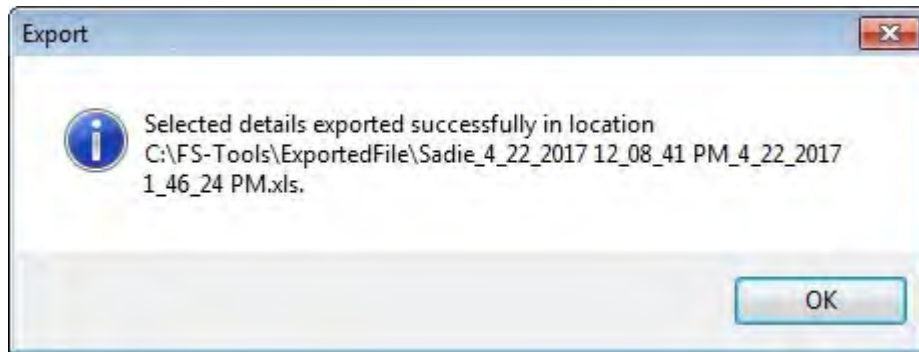 Export
Selected details exported successfully in location
C:\FS-Tools\ExportedFile\Sadie_4_22_2017 12_08_41 PM_4_22_2017
1_46_24 PM.xls.
OK